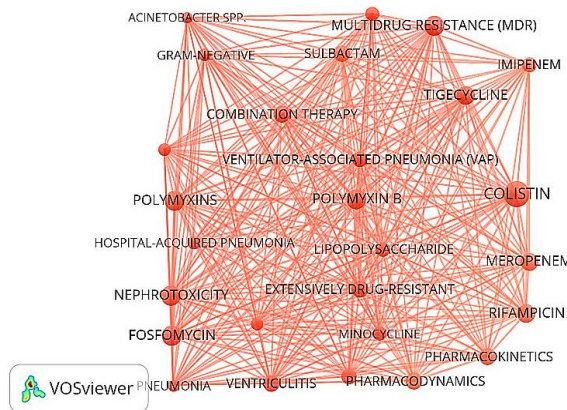 ACINETOBACTER SPP.
MULTIDRUG RESISTANCE (MDR)
GRAM-NEGATIVE
SULBACTAM
IMIPENEM
TIGECYCLINE
COMBINATION THERAPY
VENTILATOR-ASSOCIATED PNEUMONIA (VAP)
POLYMYXINS
POLYMYXIN B
COLISTIN
HOSPITAL-ACQUIRED PNEUMONIA
LIPOPOLYSACCHARIDE
MEROPENEM
NEPHROTOXICITY
EXTENSIVELY DRUG-RESISTANT
RIFAMPICIN
FOSFOMYCIN
MINOCYCLINE
PHARMACOKINETICS
PNEUMONIA
VENTRICULITIS
PHARMACODYNAMICS
VOSviewer